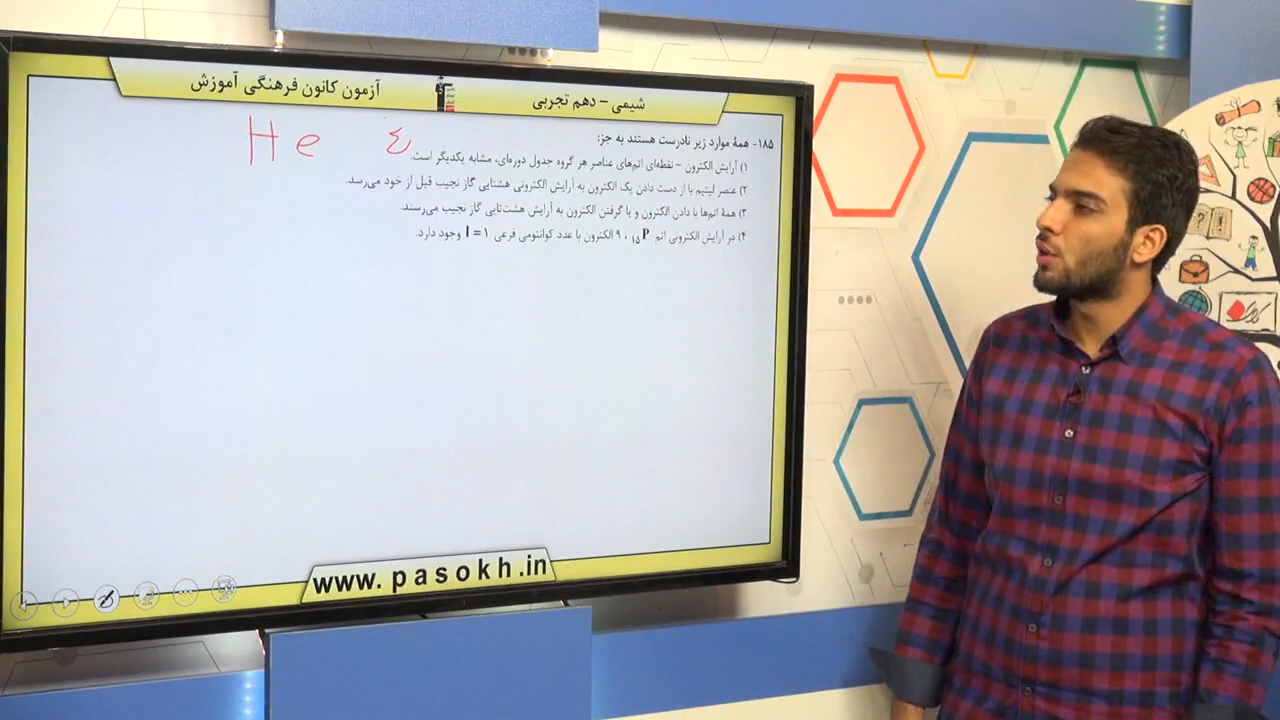 آزمون کانون فرهنگی آموزش
شیمی - دهم تجربی
He ع
۱۸۵- همهٔ موارد زیر نادرست هستند به جز:
۱) آرایش الکترون - نقطه‌ای اتم‌های عناصر هر گروه جدول دوره‌ای، مشابه یکدیگر است.
۲) عنصر لیتیم با از دست دادن یک الکترون به آرایش الکترونی هشتایی گاز نجیب قبل از خود می‌رسد.
۳) همهٔ اتم‌ها با دادن الکترون و یا گرفتن الکترون به آرایش هشت‌تایی گاز نجیب می‌رسند.
۴) در آرایش الکترونی اتم ₁₅P ، ۹ الکترون با عدد کوانتومی فرعی l = ۱ وجود دارد.
www.pasokh.in